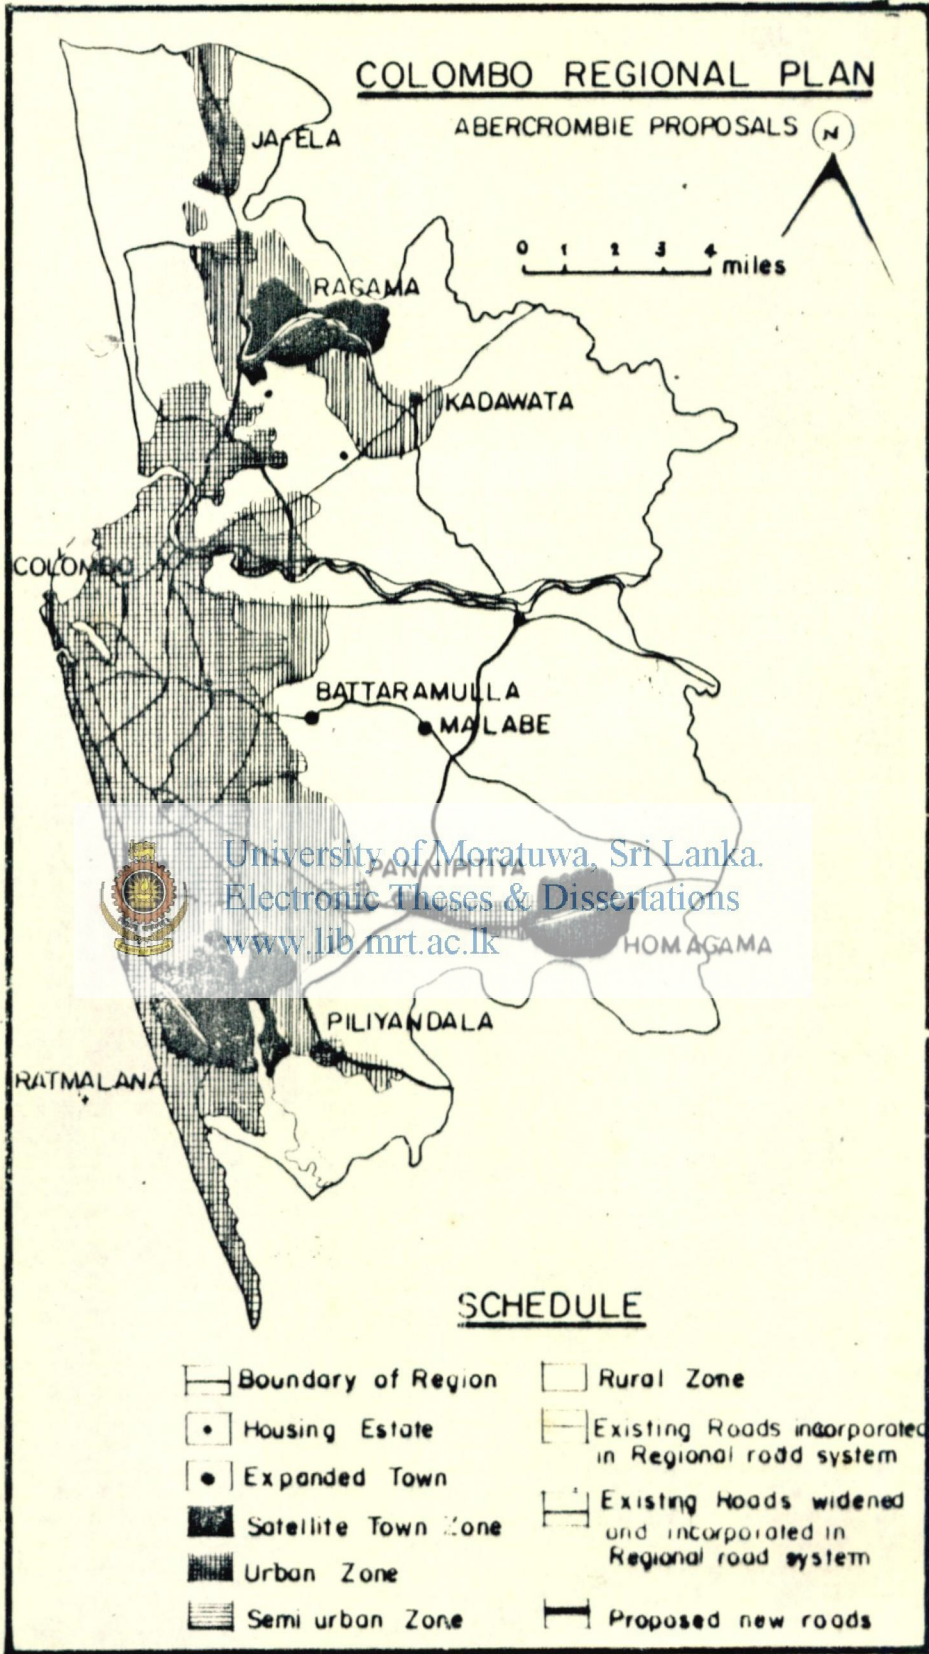 COLOMBO REGIONAL PLAN
ABERCROMBIE PROPOSALS
N
JA-ELA
0 1 2 3 4 miles
RAGAMA
KADAWATA
COLOMBO
BATTARAMULLA
MALABE
University of Moratuwa, Sri Lanka.
PANNIPITIYA
Electronic Theses & Dissertations
www.lib.mrt.ac.lk
HOMAGAMA
PILIYANDALA
RATMALANA
SCHEDULE
Boundary of Region
Housing Estate
Expanded Town
Satellite Town Zone
Urban Zone
Semi urban Zone
Rural Zone
Existing Roads incorporated
in Regional road system
Existing Roads widened
and incorporated in
Regional road system
Proposed new roads